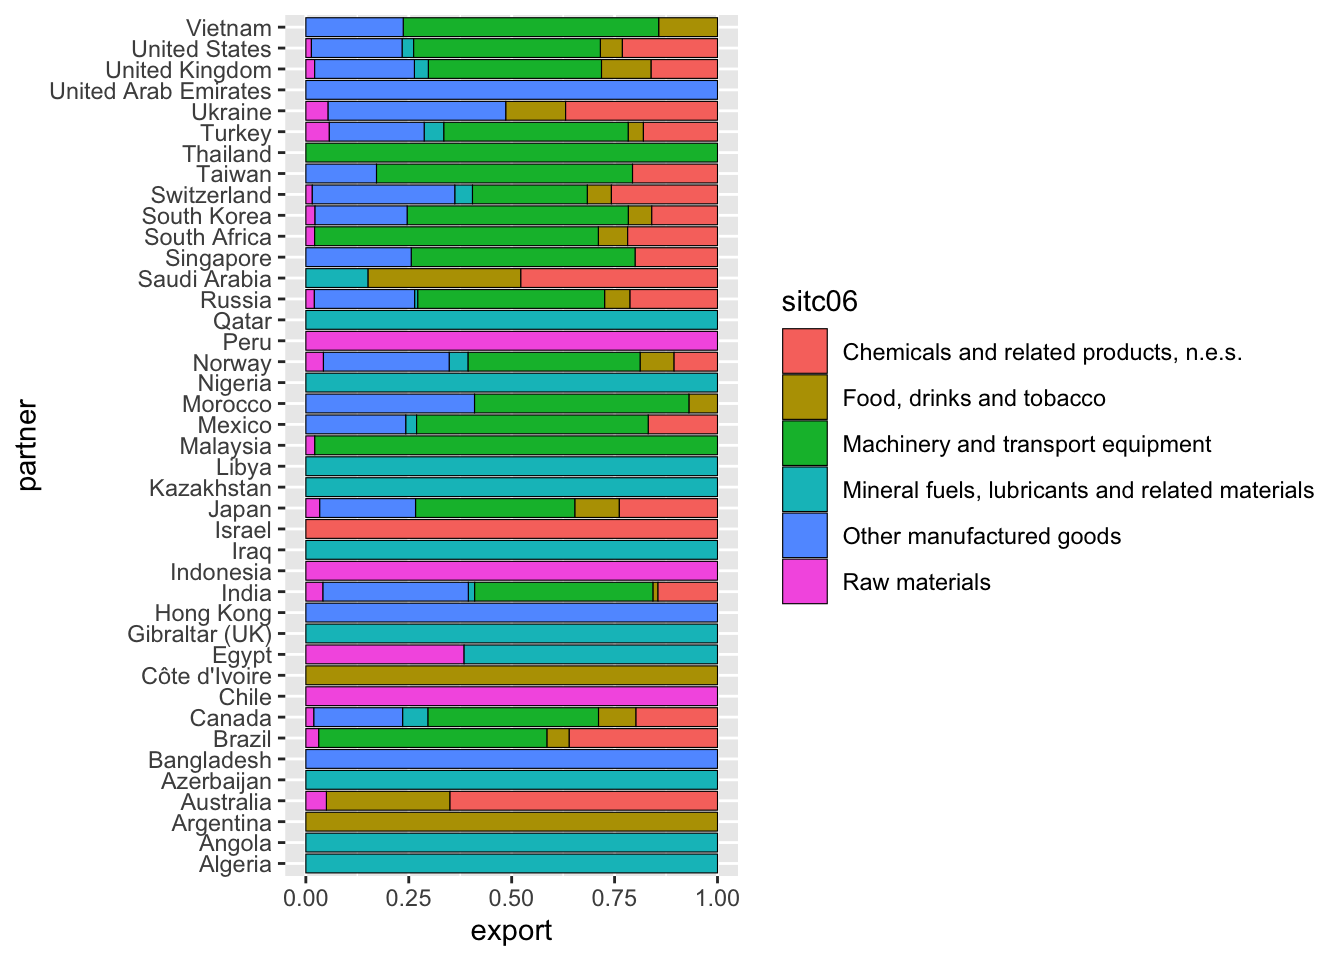 partner
Vietnam
United States
United Kingdom
United Arab Emirates
Ukraine
Turkey
Thailand
Taiwan
Switzerland
South Korea
South Africa
Singapore
Saudi Arabia
Russia
Qatar
Peru
Norway
Nigeria
Morocco
Mexico
Malaysia
Libya
Kazakhstan
Japan
Israel
Iraq
Indonesia
India
Hong Kong
Gibraltar (UK)
Egypt
Côte d'Ivoire
Chile
Canada
Brazil
Bangladesh
Azerbaijan
Australia
Argentina
Angola
Algeria
0.00 0.25 0.50 0.75 1.00
export
sitc06
Chemicals and related products, n.e.s.
Food, drinks and tobacco
Machinery and transport equipment
Mineral fuels, lubricants and related materials
Other manufactured goods
Raw materials